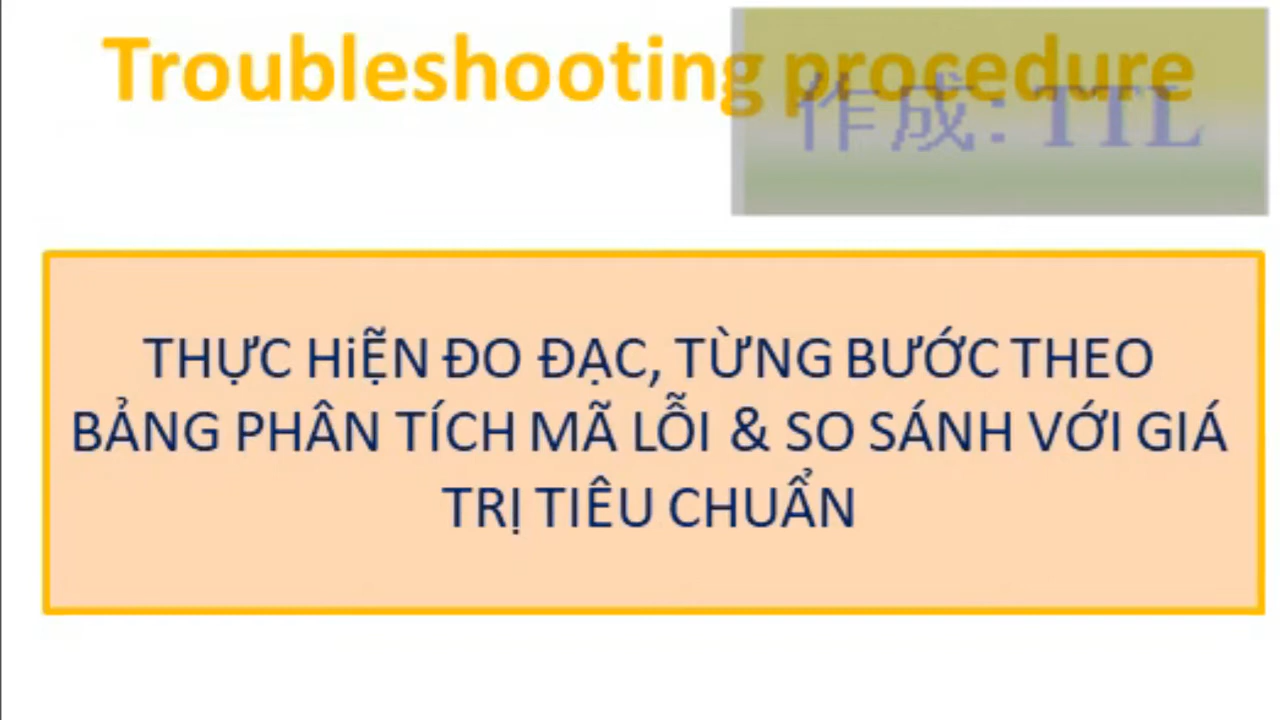 Troubleshooting procedure
作成: TTL
THỰC HiỆN ĐO ĐẠC, TỪNG BƯỚC THEO
BẢNG PHÂN TÍCH MÃ LỖI & SO SÁNH VỚI GIÁ
TRỊ TIÊU CHUẨN